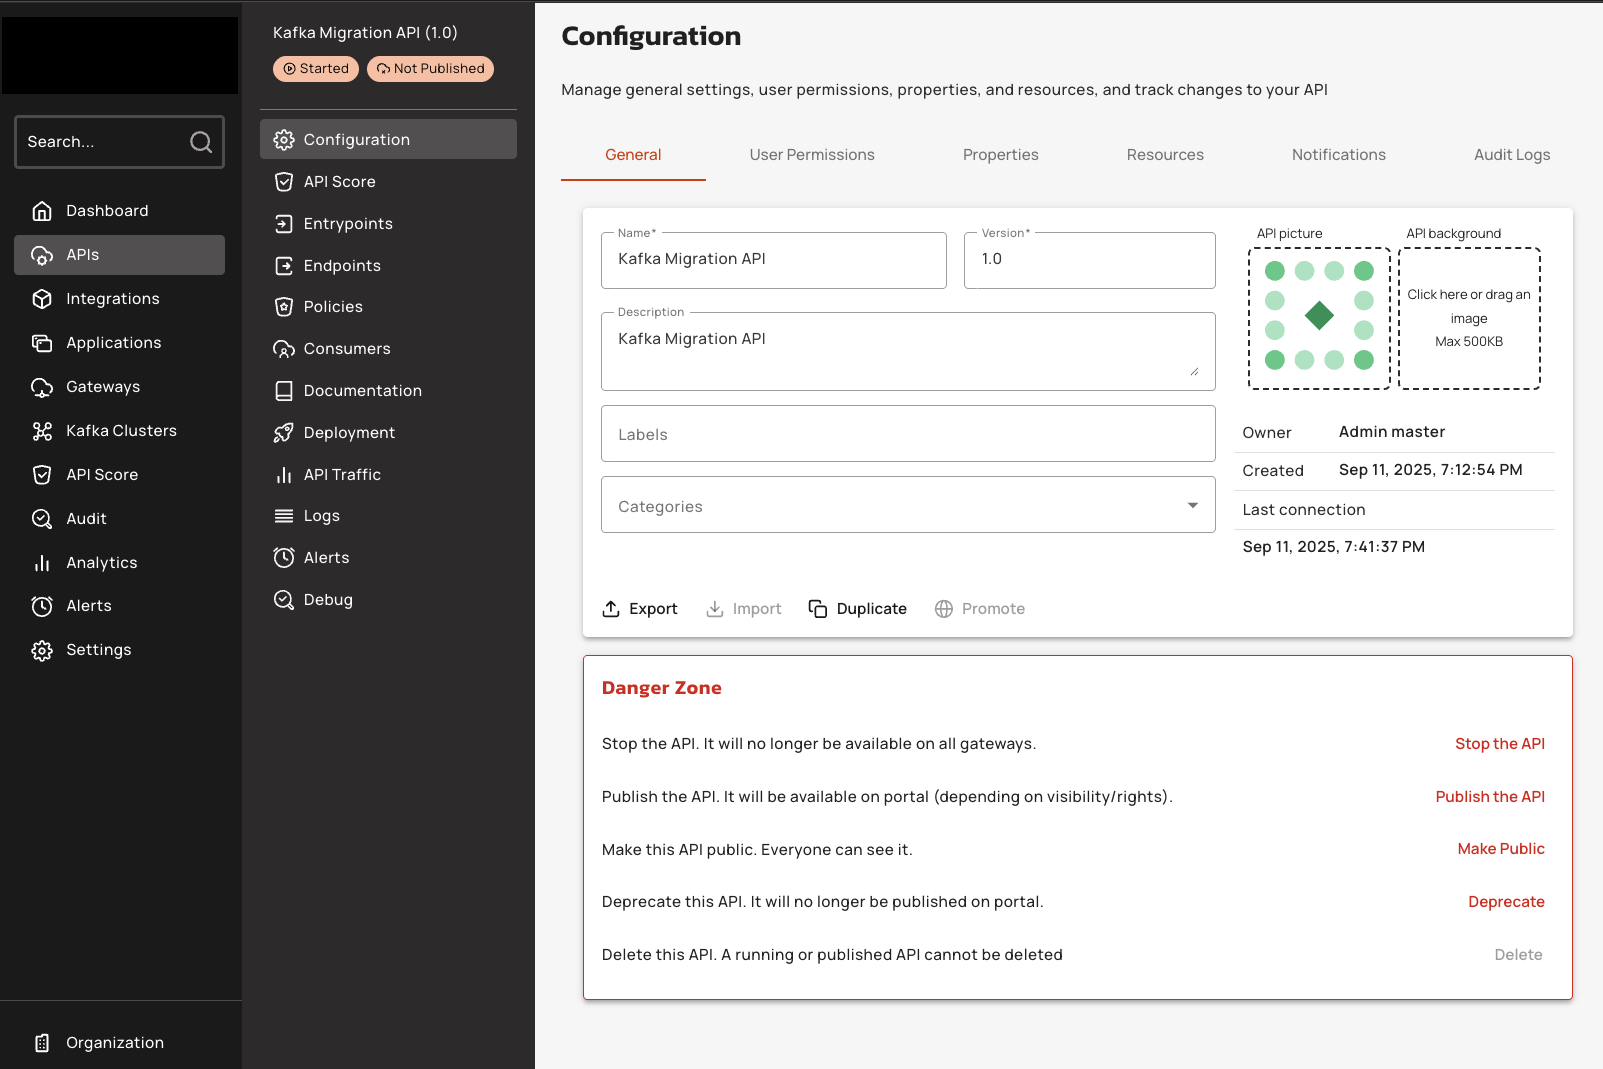 Search...
Dashboard
APIs
Integrations
Applications
Gateways
Kafka Clusters
API Score
Audit
Analytics
Alerts
Settings
Organization
Kafka Migration API (1.0)
Started
Not Published
Configuration
API Score
Entrypoints
Endpoints
Policies
Consumers
Documentation
Deployment
API Traffic
Logs
Alerts
Debug
Configuration
Manage general settings, user permissions, properties, and resources, and track changes to your API
General
User Permissions
Properties
Resources
Notifications
Audit Logs
Name*
Kafka Migration API
Version*
1.0
Description
Kafka Migration API
Labels
Categories
API picture
API background
Click here or drag an
image
Max 500KB
Owner
Admin master
Created
Sep 11, 2025, 7:12:54 PM
Last connection
Sep 11, 2025, 7:41:37 PM
Export
Import
Duplicate
Promote
Danger Zone
Stop the API. It will no longer be available on all gateways.
Stop the API
Publish the API. It will be available on portal (depending on visibility/rights).
Publish the API
Make this API public. Everyone can see it.
Make Public
Deprecate this API. It will no longer be published on portal.
Deprecate
Delete this API. A running or published API cannot be deleted
Delete